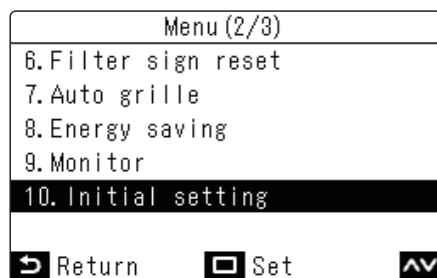 Menu(2/3)
6.Filter sign reset
7.Auto grille
8.Energy saving
9.Monitor
10.Initial setting
Return Set